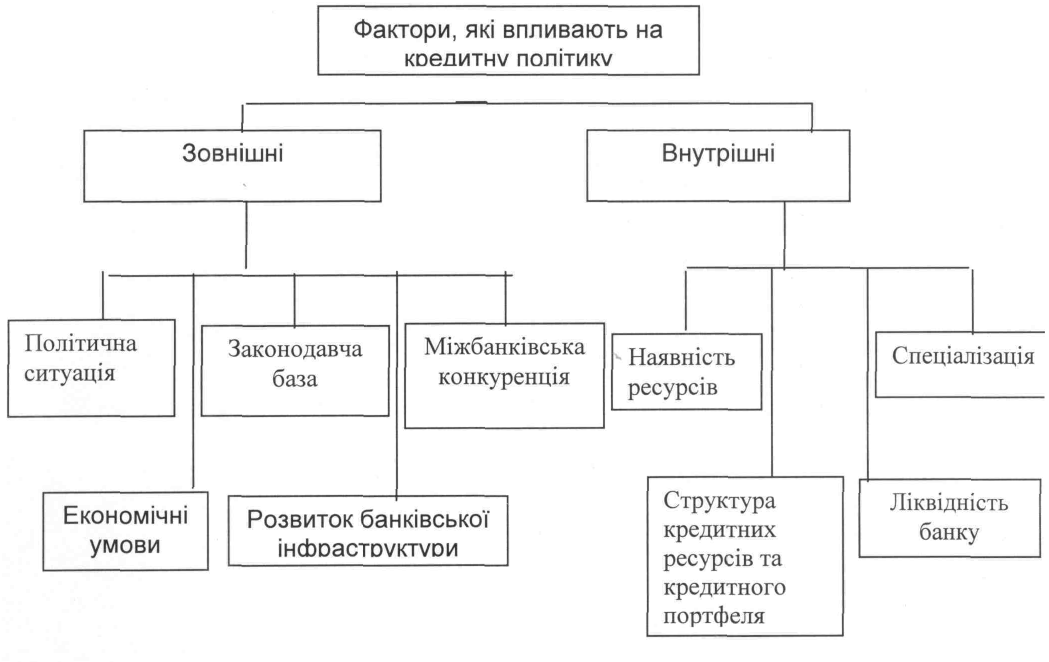 Фактори, які впливають на
кредитну політику
Зовнішні
Внутрішні
Політична
ситуація
Законодавча
база
Міжбанківська
конкуренція
Наявність
ресурсів
Спеціалізація
Економічні
умови
Розвиток банківської
інфраструктури
Структура
кредитних
ресурсів та
кредитного
портфеля
Ліквідність
банку